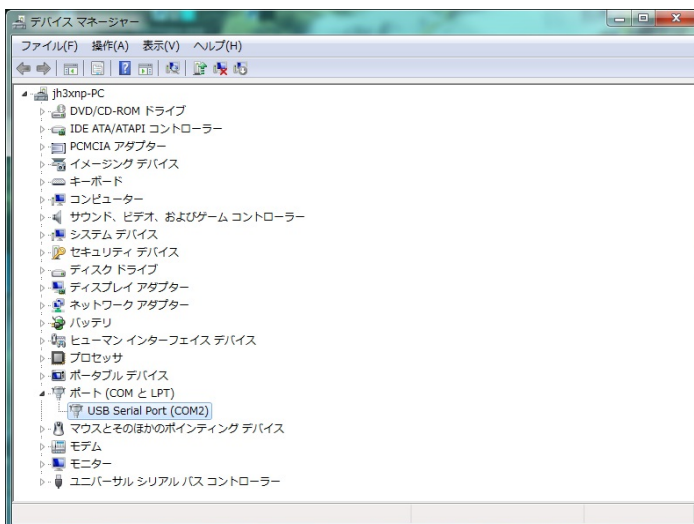 デバイス マネージャー
ファイル(F) 操作(A) 表示(V) ヘルプ(H)
jh3xnp-PC
DVD/CD-ROM ドライブ
IDE ATA/ATAPI コントローラー
PCMCIA アダプター
イメージング デバイス
キーボード
コンピューター
サウンド、ビデオ、およびゲーム コントローラー
システム デバイス
セキュリティ デバイス
ディスク ドライブ
ディスプレイ アダプター
ネットワーク アダプター
バッテリ
ヒューマン インターフェイス デバイス
プロセッサ
ポータブル デバイス
ポート (COM と LPT)
USB Serial Port (COM2)
マウスとそのほかのポインティング デバイス
モデム
モニター
ユニバーサル シリアル バス コントローラー